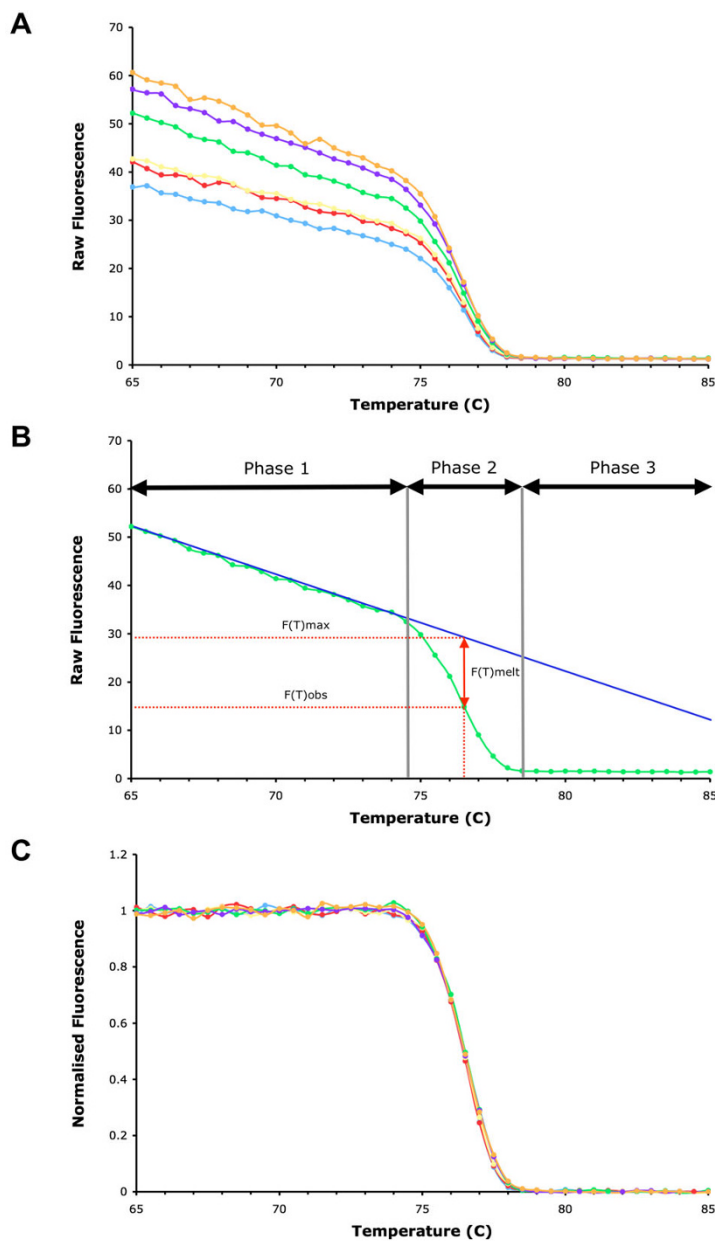 A
70
60
50
40
30
20
10
0
Raw Fluorescence
65 70 75 80 85
Temperature (C)
B
70
60
50
40
30
20
10
0
Raw Fluorescence
Phase 1 Phase 2 Phase 3
F(T)max
F(T)melt
F(T)obs
65 70 75 80 85
Temperature (C)
C
1.2
1
0.8
0.6
0.4
0.2
0
Normalised Fluorescence
65 70 75 80 85
Temperature (C)